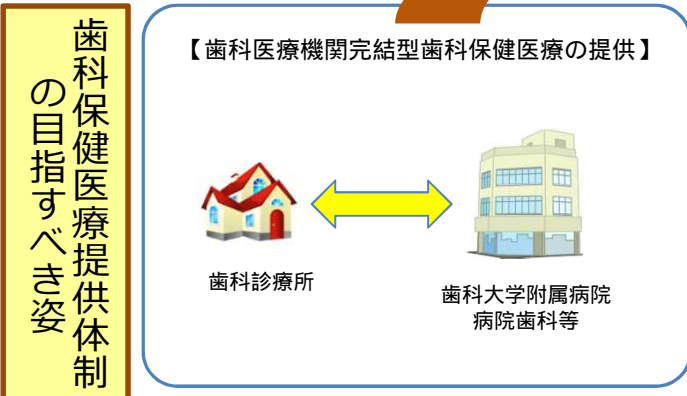 歯科保健医療提供体制
の目指すべき姿
【歯科医療機関完結型歯科保健医療の提供】
歯科診療所
歯科大学附属病院
病院歯科等